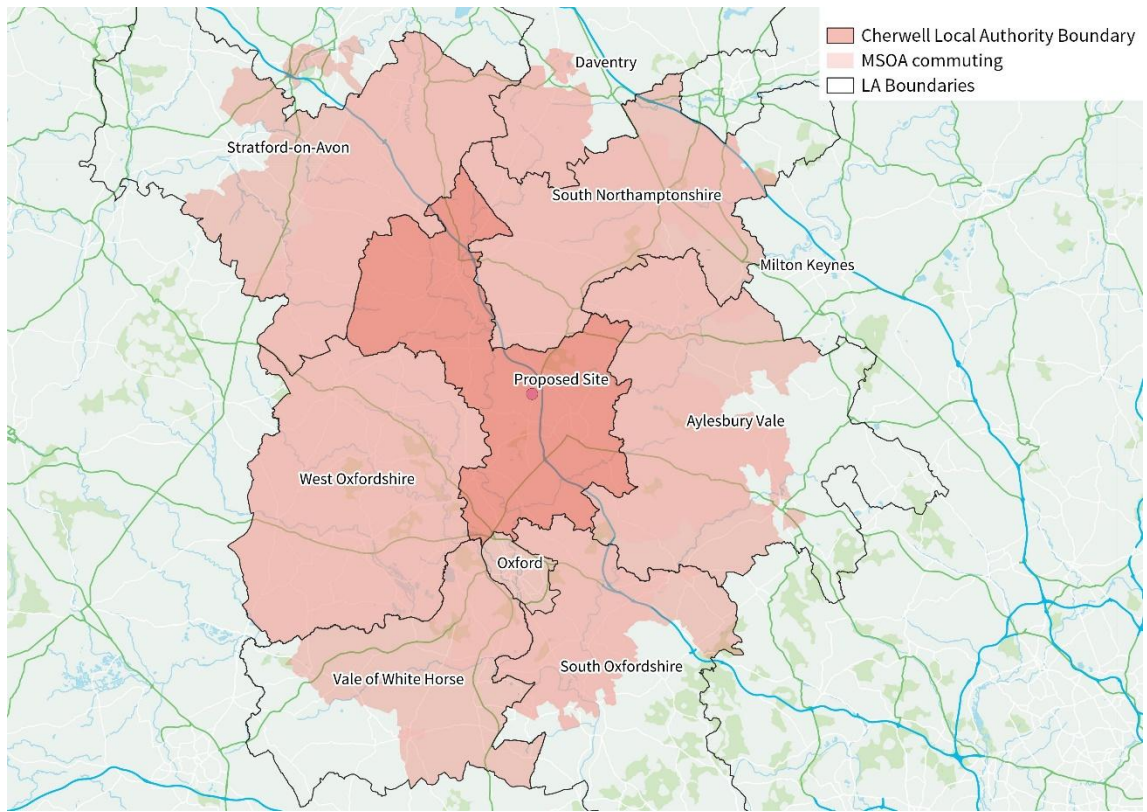 Cherwell Local Authority Boundary
MSOA commuting
LA Boundaries
Daventry
Stratford-on-Avon
South Northamptonshire
Milton Keynes
Proposed Site
Aylesbury Vale
West Oxfordshire
Oxford
South Oxfordshire
Vale of White Horse